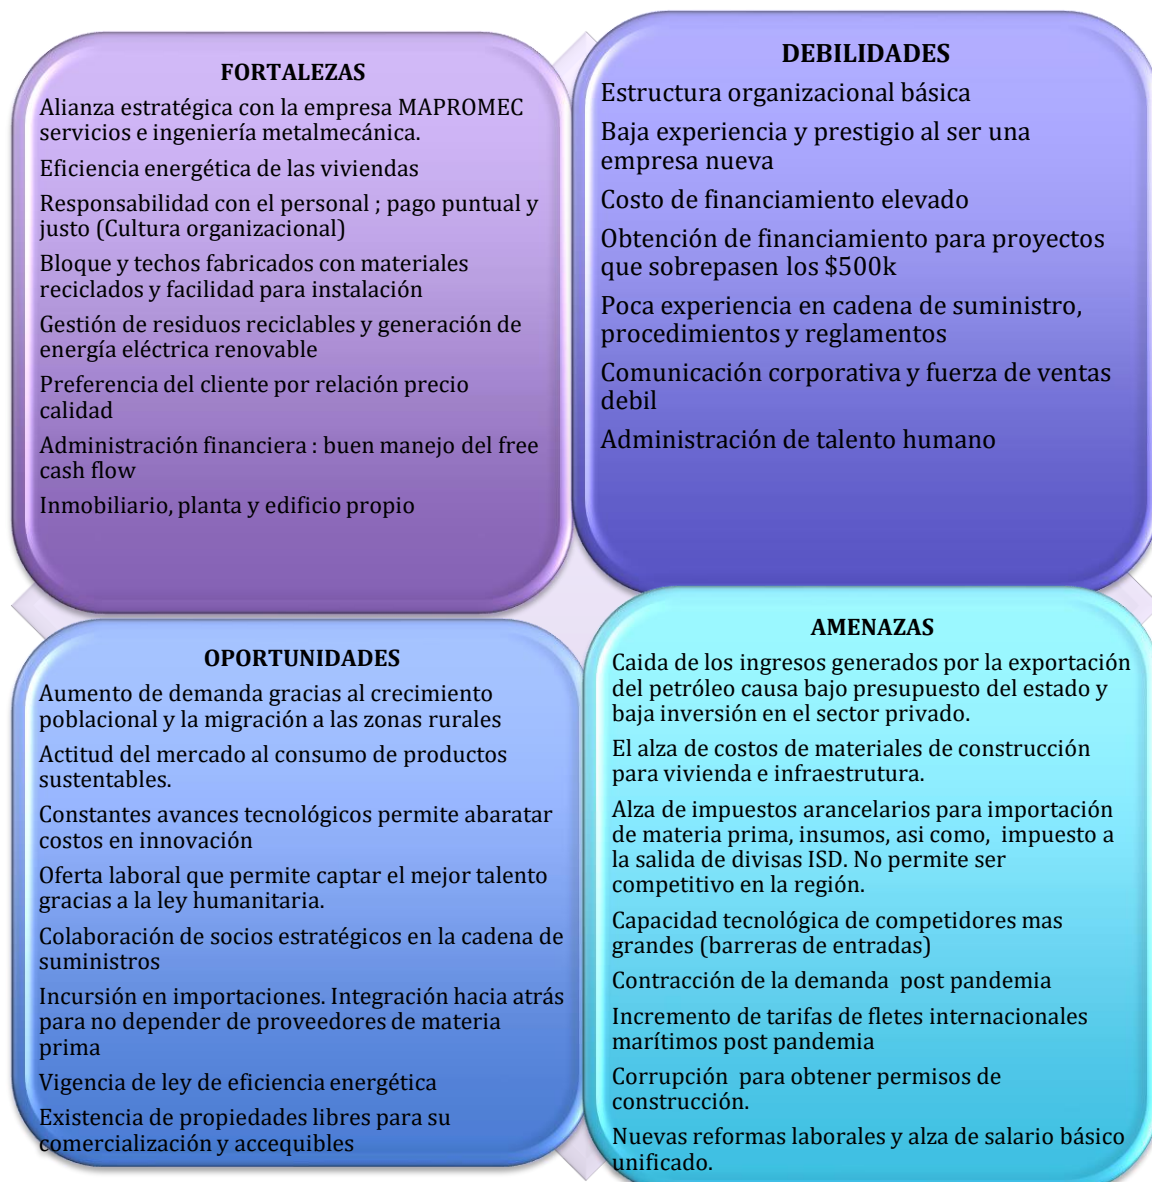 FORTALEZAS
Alianza estratégica con la empresa MAPROMEC
servicios e ingeniería metalmecánica.
Eficiencia energética de las viviendas
Responsabilidad con el personal ; pago puntual y
justo (Cultura organizacional)
Bloque y techos fabricados con materiales
reciclados y facilidad para instalación
Gestión de residuos reciclables y generación de
energía eléctrica renovable
Preferencia del cliente por relación precio
calidad
Administración financiera : buen manejo del free
cash flow
Inmobiliario, planta y edificio propio
DEBILIDADES
Estructura organizacional básica
Baja experiencia y prestigio al ser una
empresa nueva
Costo de financiamiento elevado
Obtención de financiamiento para proyectos
que sobrepasen los $500k
Poca experiencia en cadena de suministro,
procedimientos y reglamentos
Comunicación corporativa y fuerza de ventas
debil
Administración de talento humano
OPORTUNIDADES
Aumento de demanda gracias al crecimiento
poblacional y la migración a las zonas rurales
Actitud del mercado al consumo de productos
sustentables.
Constantes avances tecnológicos permite abaratar
costos en innovación
Oferta laboral que permite captar el mejor talento
gracias a la ley humanitaria.
Colaboración de socios estratégicos en la cadena de
suministros
Incursión en importaciones. Integración hacia atrás
para no depender de proveedores de materia
prima
Vigencia de ley de eficiencia energética
Existencia de propiedades libres para su
comercialización y accequibles
AMENAZAS
Caida de los ingresos generados por la exportación
del petróleo causa bajo presupuesto del estado y
baja inversión en el sector privado.
El alza de costos de materiales de construcción
para vivienda e infraestrutura.
Alza de impuestos arancelarios para importación
de materia prima, insumos, asi como, impuesto a
la salida de divisas ISD. No permite ser
competitivo en la región.
Capacidad tecnológica de competidores mas
grandes (barreras de entradas)
Contracción de la demanda post pandemia
Incremento de tarifas de fletes internacionales
marítimos post pandemia
Corrupción para obtener permisos de
construcción.
Nuevas reformas laborales y alza de salario básico
unificado.